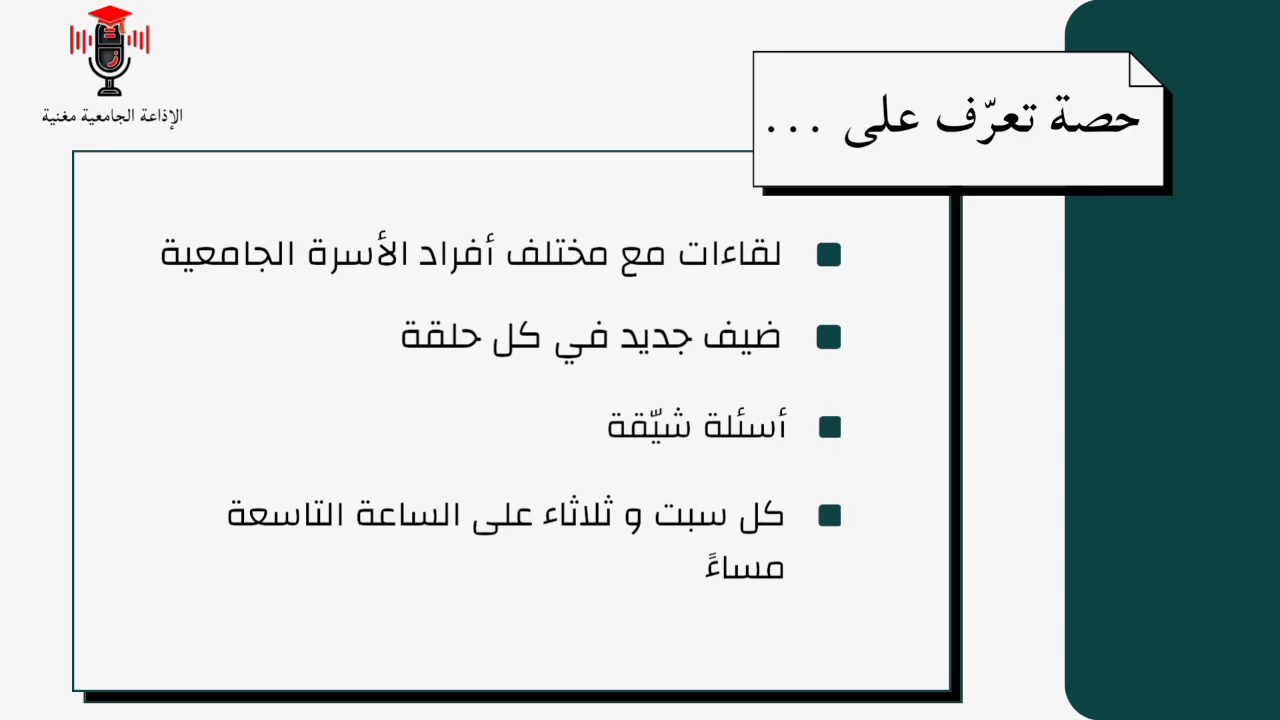 الإذاعة الجامعية مغنية
حصة تعرّف على ...
لقاءات مع مختلف أفراد الأسرة الجامعية
ضيف جديد في كل حلقة
أسئلة شيّقة
كل سبت و ثلاثاء على الساعة التاسعة
مساءً